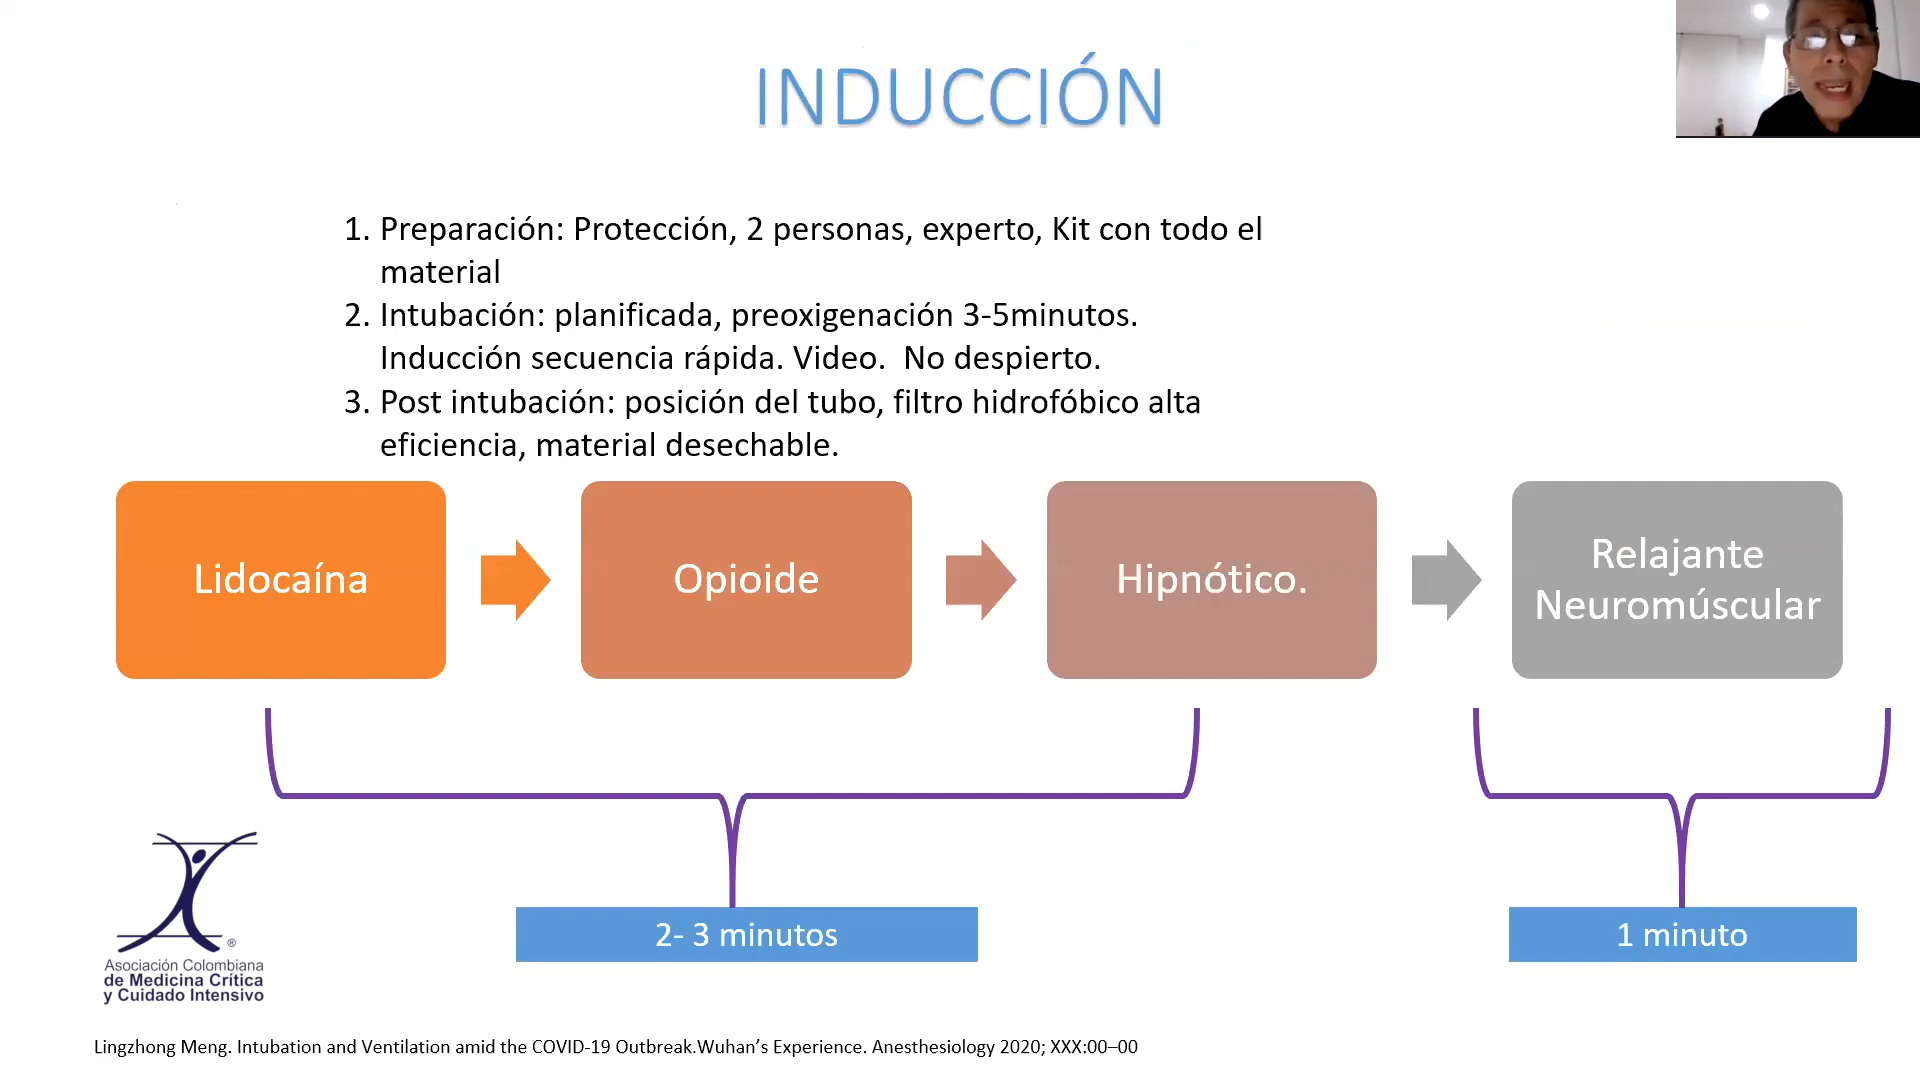 INDUCCIÓN
1. Preparación: Protección, 2 personas, experto, Kit con todo el
material
2. Intubación: planificada, preoxigenación 3-5minutos.
Inducción secuencia rápida. Video. No despierto.
3. Post intubación: posición del tubo, filtro hidrofóbico alta
eficiencia, material desechable.
Lidocaína
Opioide
Hipnótico.
Relajante
Neuromúscular
2- 3 minutos
1 minuto
®
Asociación Colombiana
de Medicina Crítica
y Cuidado Intensivo
Lingzhong Meng. Intubation and Ventilation amid the COVID-19 Outbreak.Wuhan’s Experience. Anesthesiology 2020; XXX:00–00